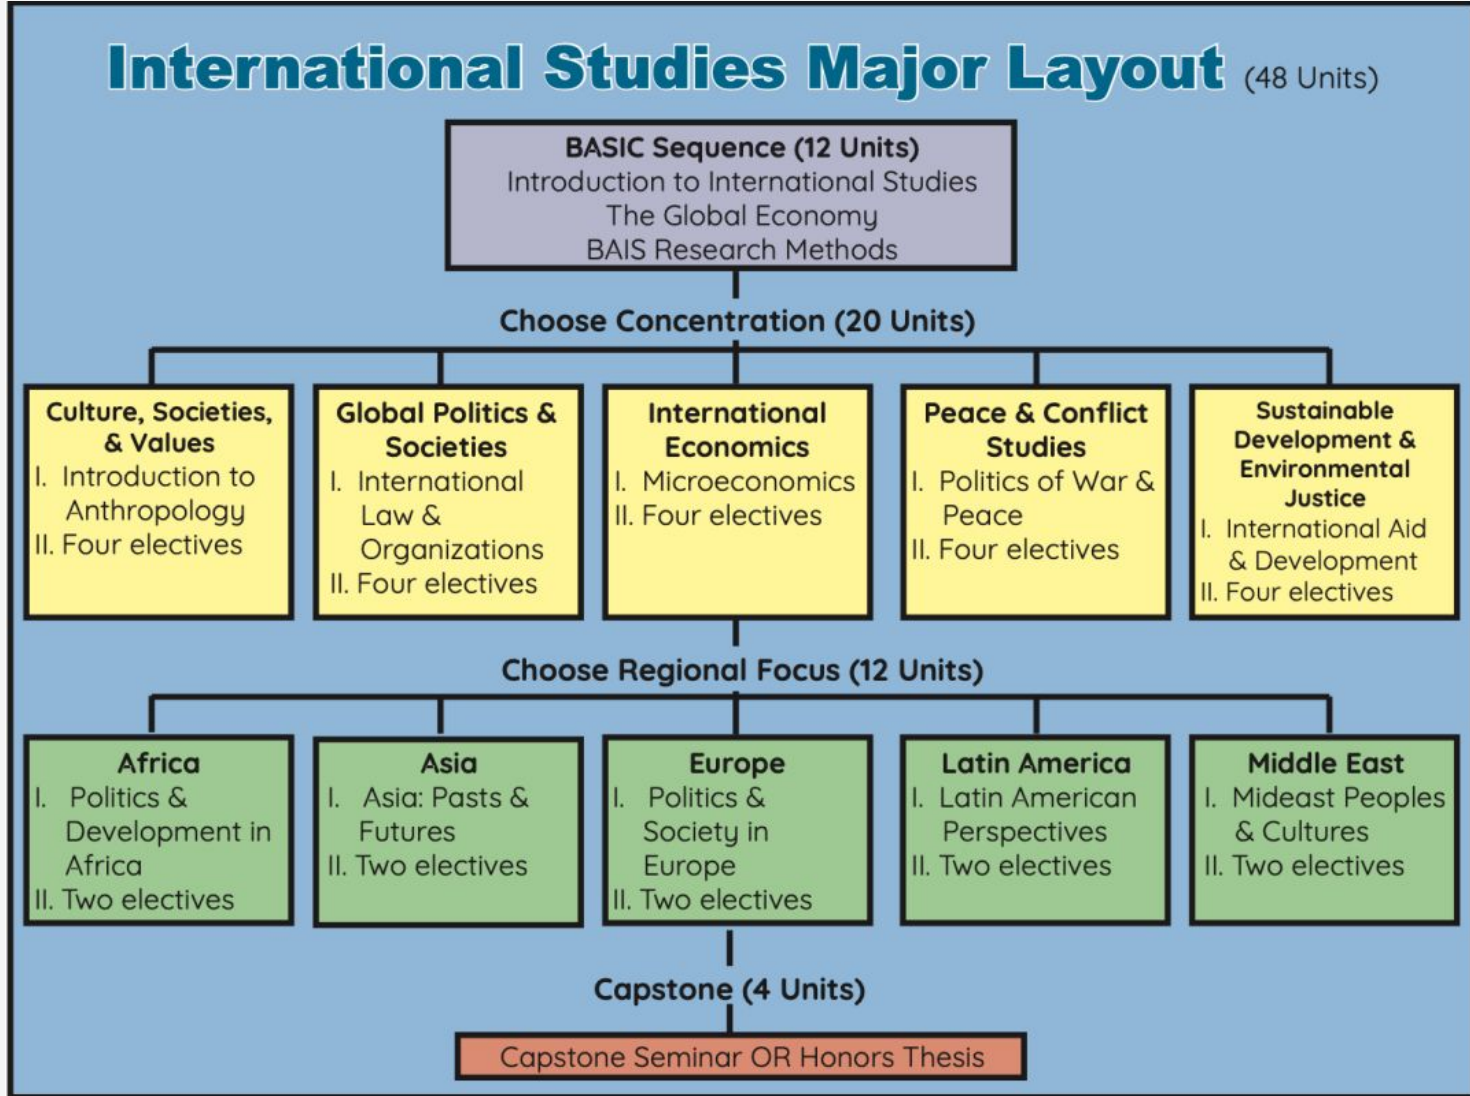 International Studies Major Layout (48 Units)
BASIC Sequence (12 Units)
Introduction to International Studies
The Global Economy
BAIS Research Methods
Choose Concentration (20 Units)
Culture, Societies,
& Values
I. Introduction to
Anthropology
II. Four electives
Global Politics &
Societies
I. International
Law &
Organizations
II. Four electives
International
Economics
I. Microeconomics
II. Four electives
Peace & Conflict
Studies
I. Politics of War &
Peace
II. Four electives
Sustainable
Development &
Environmental
Justice
I. International Aid
& Development
II. Four electives
Choose Regional Focus (12 Units)
Africa
I. Politics &
Development in
Africa
II. Two electives
Asia
I. Asia: Pasts &
Futures
II. Two electives
Europe
I. Politics &
Society in
Europe
II. Two electives
Latin America
I. Latin American
Perspectives
II. Two electives
Middle East
I. Mideast Peoples
& Cultures
II. Two electives
Capstone (4 Units)
Capstone Seminar OR Honors Thesis